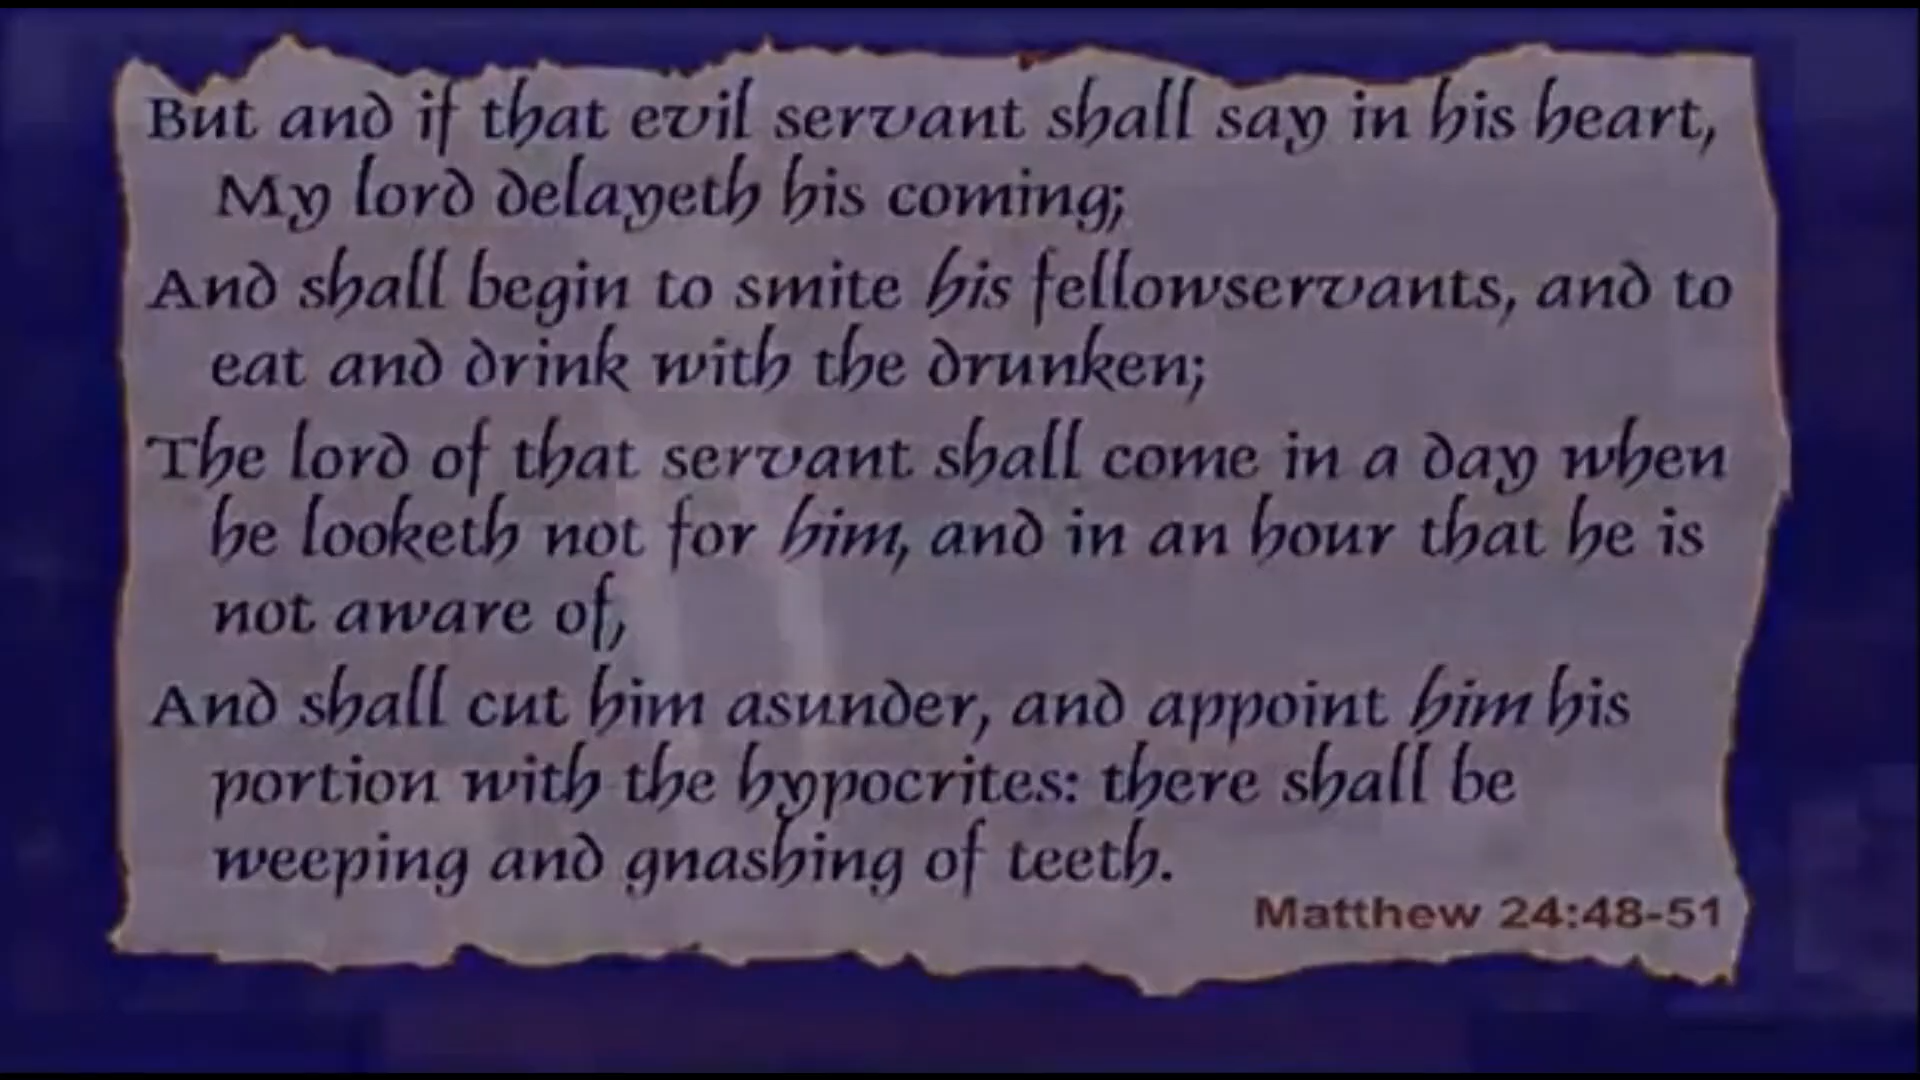 But and if that evil servant shall say in his heart,
My lord delayeth his coming;
And shall begin to smite his fellowservants, and to
eat and drink with the drunken;
The lord of that servant shall come in a day when
he looketh not for him, and in an hour that he is
not aware of,
And shall cut him asunder, and appoint him his
portion with the hypocrites: there shall be
weeping and gnashing of teeth.
Matthew 24:48-51